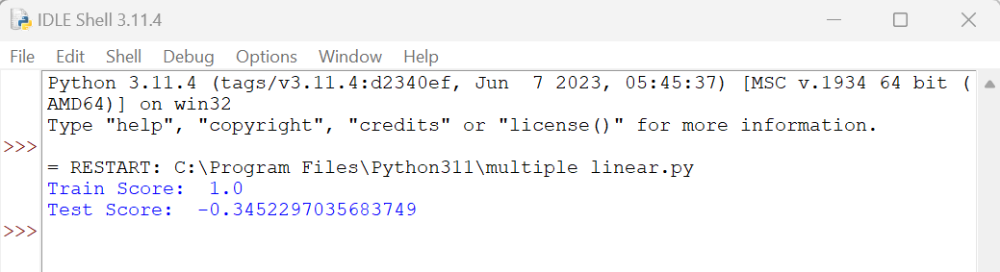 IDLE Shell 3.11.4
File Edit Shell Debug Options Window Help
Python 3.11.4 (tags/v3.11.4:d2340ef, Jun  7 2023, 05:45:37) [MSC v.1934 64 bit (
AMD64)] on win32
Type "help", "copyright", "credits" or "license()" for more information.
>>>
= RESTART: C:\Program Files\Python311\multiple linear.py
Train Score:  1.0
Test Score:  -0.3452297035683749
>>>